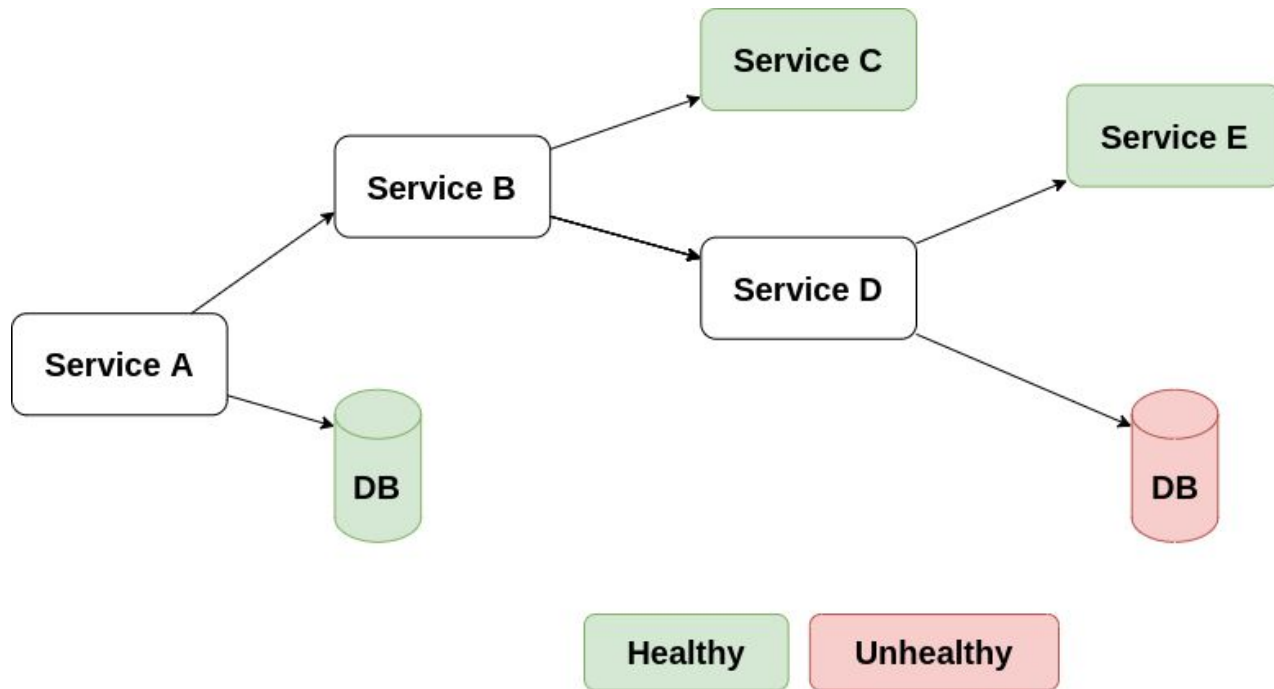 Service C
Service E
Service B
Service D
Service A
DB
DB
Healthy
Unhealthy